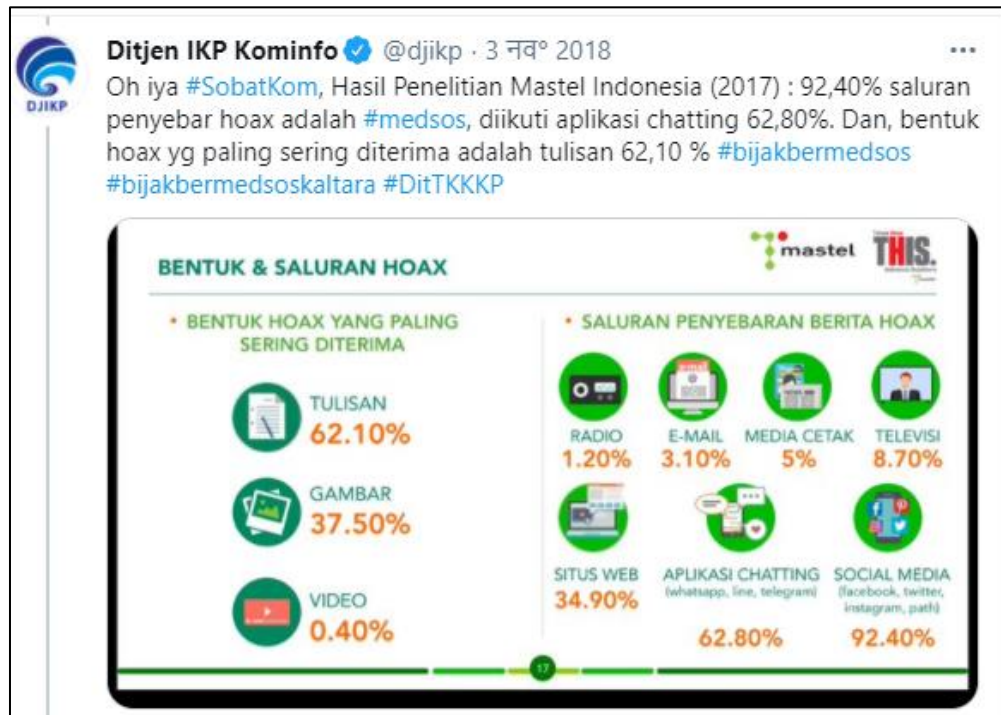 Ditjen IKP Kominfo @djikp · 3 नव॰ 2018
Oh iya #SobatKom, Hasil Penelitian Mastel Indonesia (2017) : 92,40% saluran
penyebar hoax adalah #medsos, diikuti aplikasi chatting 62,80%. Dan, bentuk
hoax yg paling sering diterima adalah tulisan 62,10 % #bijakbermedsos
#bijakbermedsoskaltara #DitTKKKP
DJIKP
mastel
THIS.
BENTUK & SALURAN HOAX
• BENTUK HOAX YANG PALING
SERING DITERIMA
TULISAN
62.10%
GAMBAR
37.50%
VIDEO
0.40%
• SALURAN PENYEBARAN BERITA HOAX
e-mail
RADIO E-MAIL MEDIA CETAK TELEVISI
1.20% 3.10% 5% 8.70%
SITUS WEB APLIKASI CHATTING SOCIAL MEDIA
(whatsapp, line, telegram) (facebook, twitter,
instagram, path)
34.90%
62.80% 92.40%
17